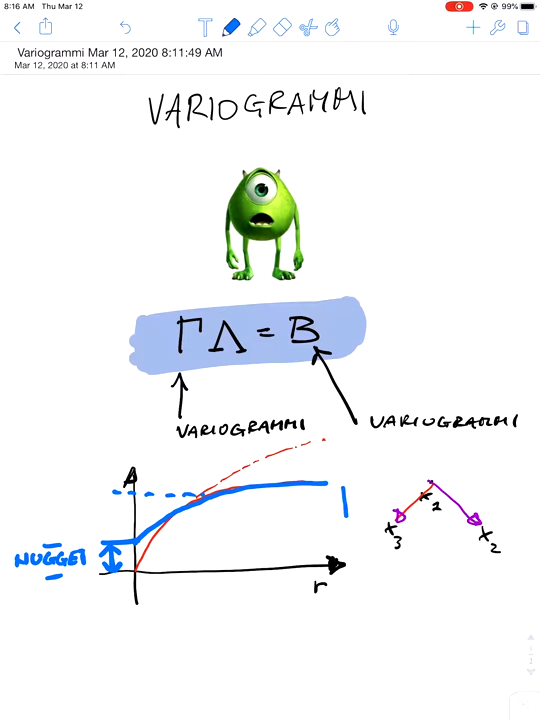 8:16 AM Thu Mar 12
99%
Variogrammi Mar 12, 2020 8:11:49 AM
Mar 12, 2020 at 8:11 AM
VARIOGRAMMI
Γ Λ = B
VARIOGRAMMI
VARIOGRAMMI
NUGGET
r
x1
x3
x2